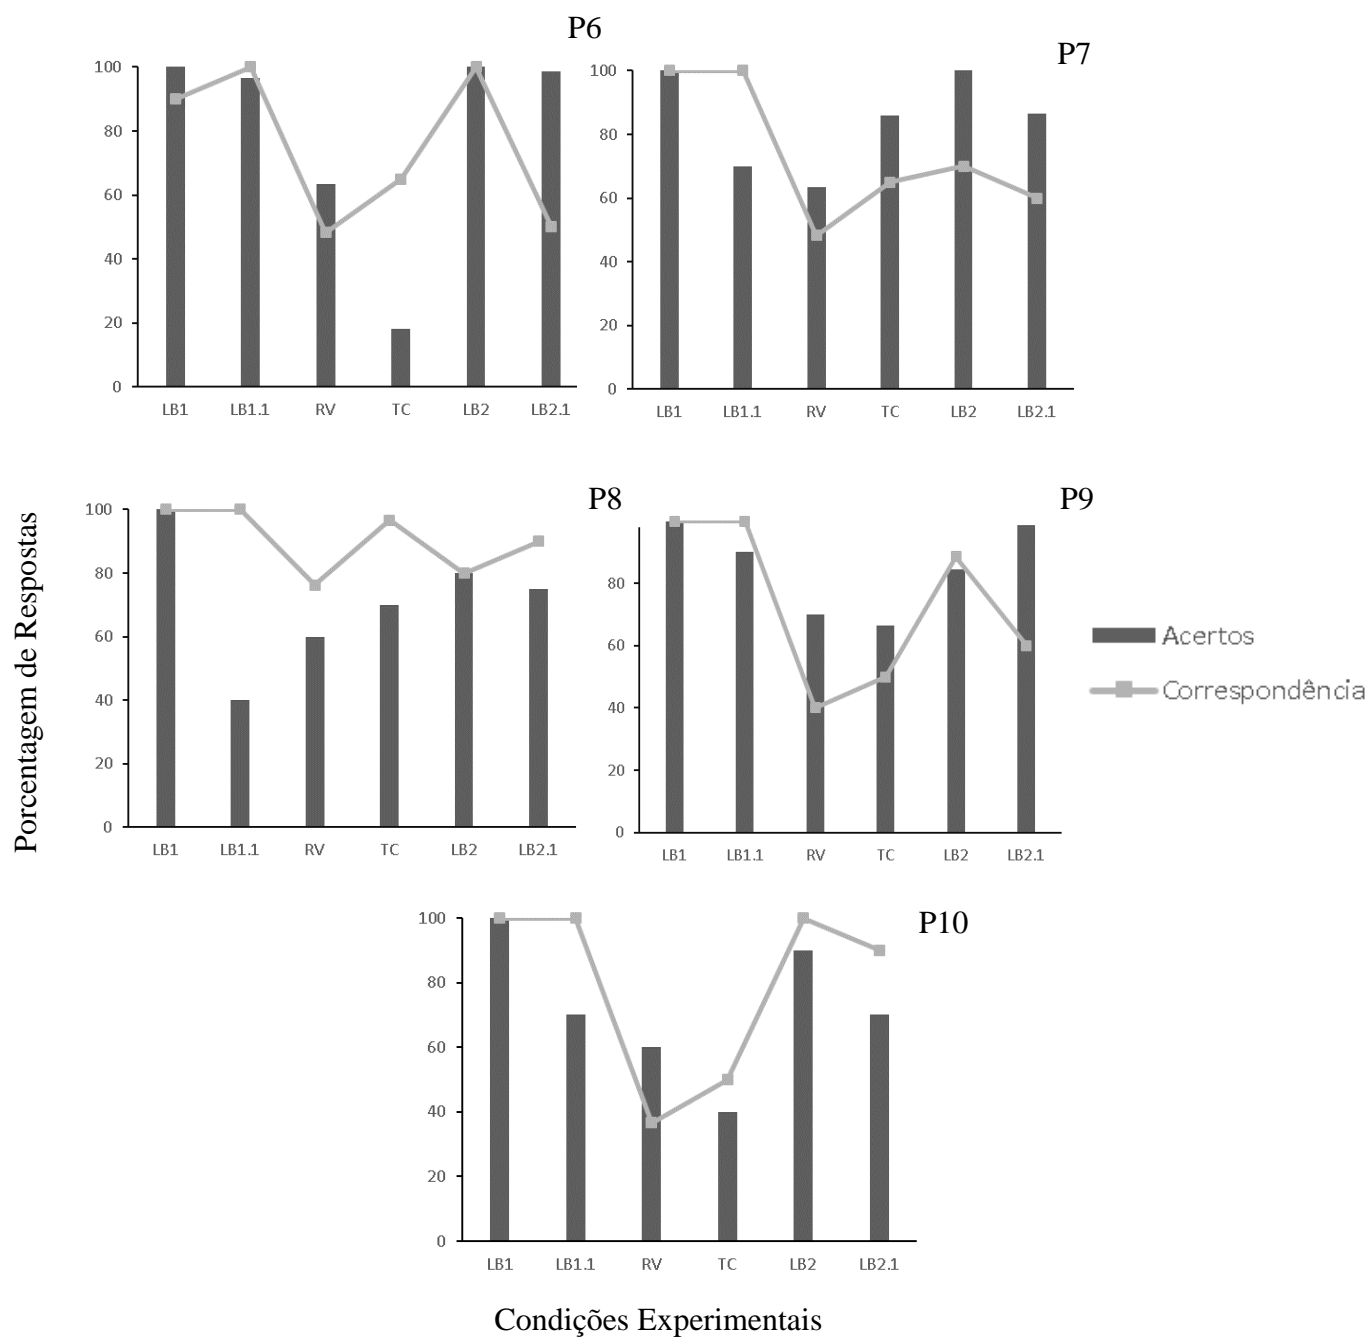 P6
100
80
60
40
20
0
LB1 LB1.1 RV TC LB2 LB2.1
P7
100
80
60
40
20
0
LB1 LB1.1 RV TC LB2 LB2.1
Porcentagem de Respostas
P8
100
80
60
40
20
0
LB1 LB1.1 RV TC LB2 LB2.1
P9
80
60
40
20
0
LB1 LB1.1 RV TC LB2 LB2.1
Acertos
Correspondência
P10
100
80
60
40
20
0
LB1 LB1.1 RV TC LB2 LB2.1
Condições Experimentais